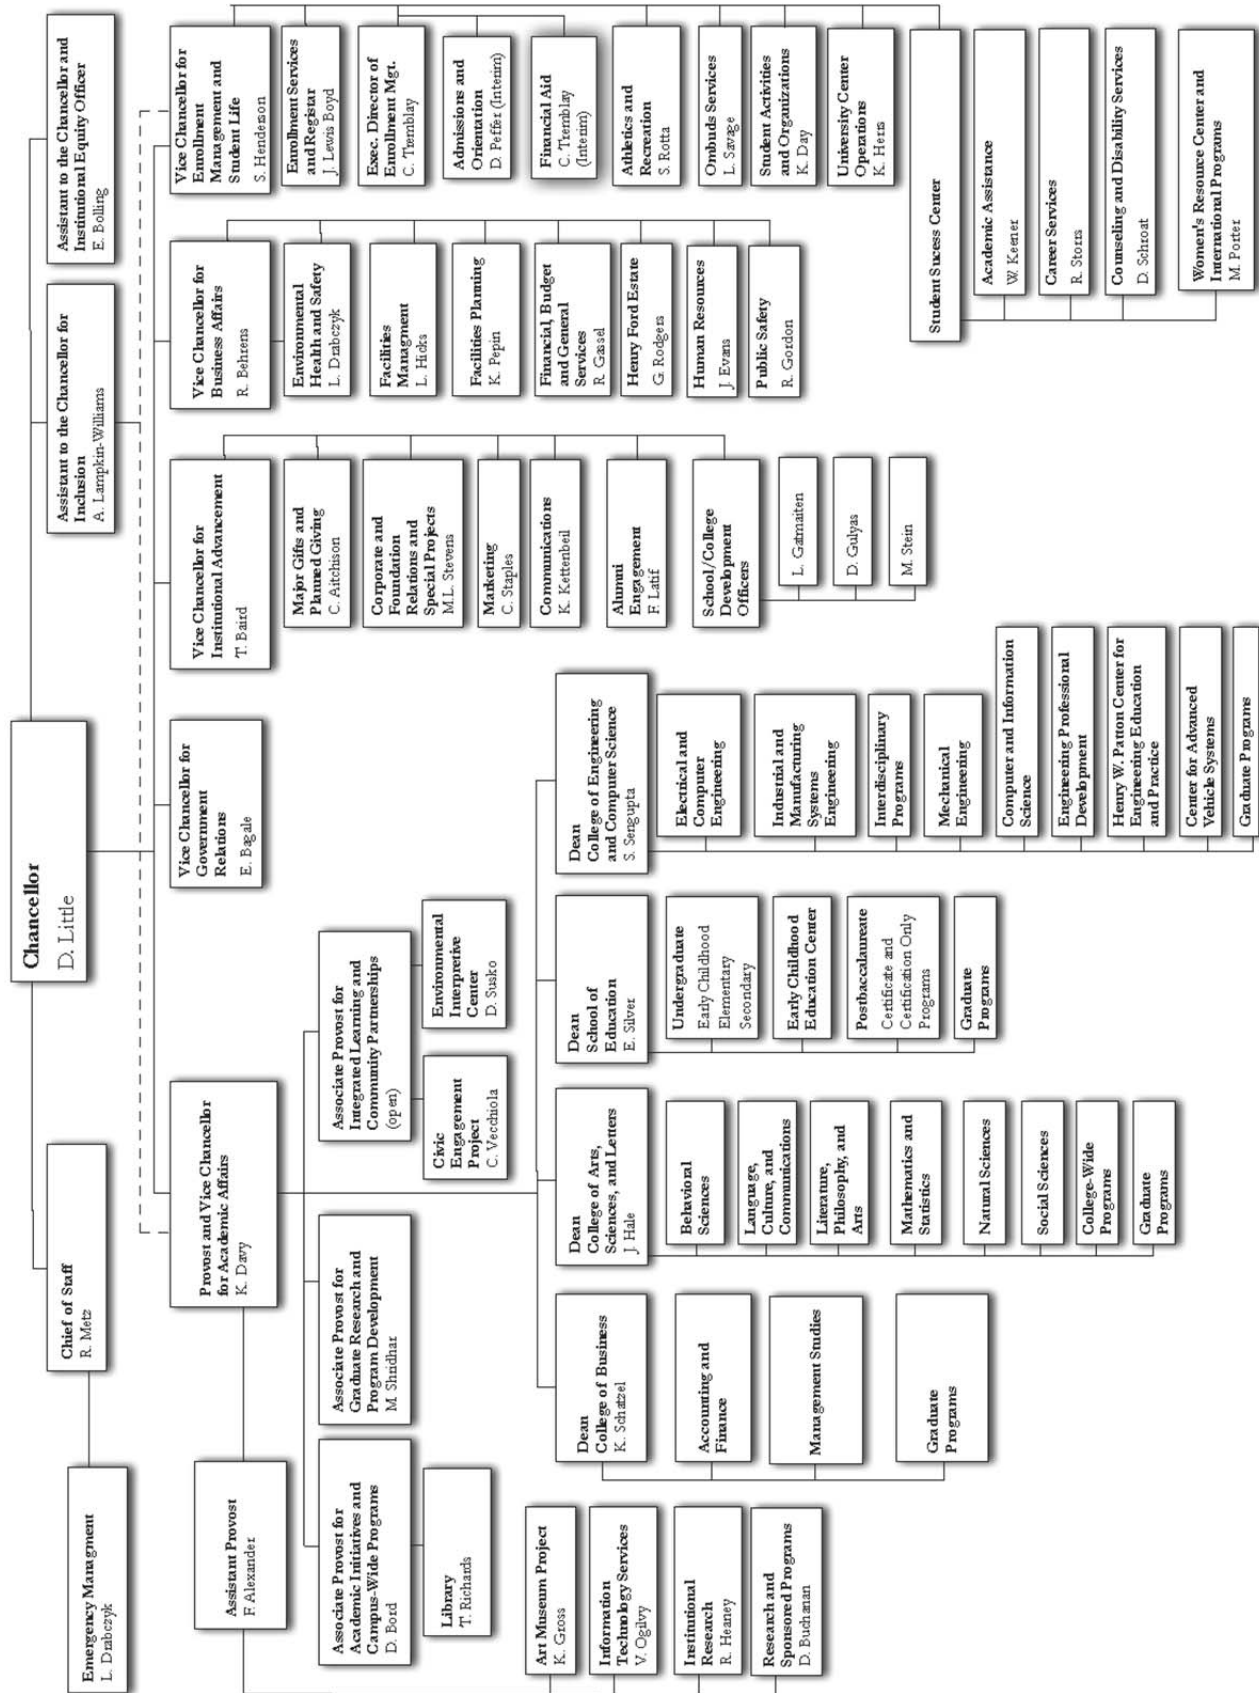 Chancellor
D. Little
Chief of Staff
R. Metz
Emergency Managment
L. Drabczyk
Assistant to the Chancellor for
Inclusion
A. Lampkin-Williams
Assistant to the Chancellor and
Institutional Equity Officer
E. Bolling
Provost and Vice Chancellor
for Academic Affairs
K. Davy
Vice Chancellor for
Government
Relations
E. Bagale
Vice Chancellor for
Institutional Advancement
T. Baird
Vice Chancellor for
Business Affairs
R. Behrens
Vice Chancellor for
Enrollment
Management and
Student Life
S. Henderson
Assistant Provost
F. Alexander
Associate Provost for
Academic Initiatives and
Campus-Wide Programs
D. Bord
Library
T. Richards
Associate Provost for
Graduate Research and
Program Development
M. Shridhar
Associate Provost for
Integrated Learning and
Community Partnerships
(open)
Civic
Engagement
Project
C. Vecchiola
Environmental
Interpretive
Center
D. Susko
Art Museum Project
K. Gross
Information
Technology Services
V. Ogilvy
Institutional
Research
R. Heaney
Research and
Sponsored Programs
D. Buchanan
Dean
College of Business
K. Schatzel
Accounting and
Finance
Management Studies
Graduate
Programs
Dean
College of Arts,
Sciences, and Letters
J. Hale
Behavioral
Sciences
Language,
Culture, and
Communications
Literature,
Philosophy, and
Arts
Mathematics and
Statistics
Natural Sciences
Social Sciences
College-Wide
Programs
Graduate
Programs
Dean
School of
Education
E. Silver
Undergraduate
Early Childhood
Elementary
Secondary
Early Childhood
Education Center
Postbaccalaureate
Certificate and
Certification Only
Programs
Graduate
Programs
Dean
College of Engineering
and Computer Science
S. Sengupta
Electrical and
Computer
Engineering
Industrial and
Manufacturing
Systems
Engineering
Interdisciplinary
Programs
Mechanical
Engineering
Computer and Information
Science
Engineering Professional
Development
Henry W. Patton Center for
Engineering Education
and Practice
Center for Advanced
Vehicle Systems
Graduate Programs
Major Gifts and
Planned Giving
C. Aitchison
Corporate and
Foundation
Relations and
Special Projects
M.L. Stevens
Marketing
C. Staples
Communications
K. Kettenbeil
Alumni
Engagement
F. Latif
School/College
Development
Officers
L. Gatmaiten
D. Gulyas
M. Stein
Environmental
Health and Safety
L. Drabczyk
Facilities
Managment
L. Hicks
Facilities Planning
K. Pepin
Financial, Budget
and General
Services
R. Gassel
Henry Ford Estate
G. Rodgers
Human Resources
J. Evans
Public Safety
R. Gordon
Enrollment Services
and Registar
J. Lewis Boyd
Exec. Director of
Enrollment Mgt.
C. Tremblay
Admissions and
Orientation
D. Peffer (Interim)
Financial Aid
C. Tremblay
(Interim)
Athletics and
Recreation
S. Rotta
Ombuds Services
L. Savage
Student Activities
and Organizations
K. Day
University Center
Operations
K. Herns
Student Sucess Center
Academic Assistance
W. Keener
Career Services
R. Storrs
Counseling and Disability Services
D. Schroat
Women's Resource Center and
International Programs
M. Porter